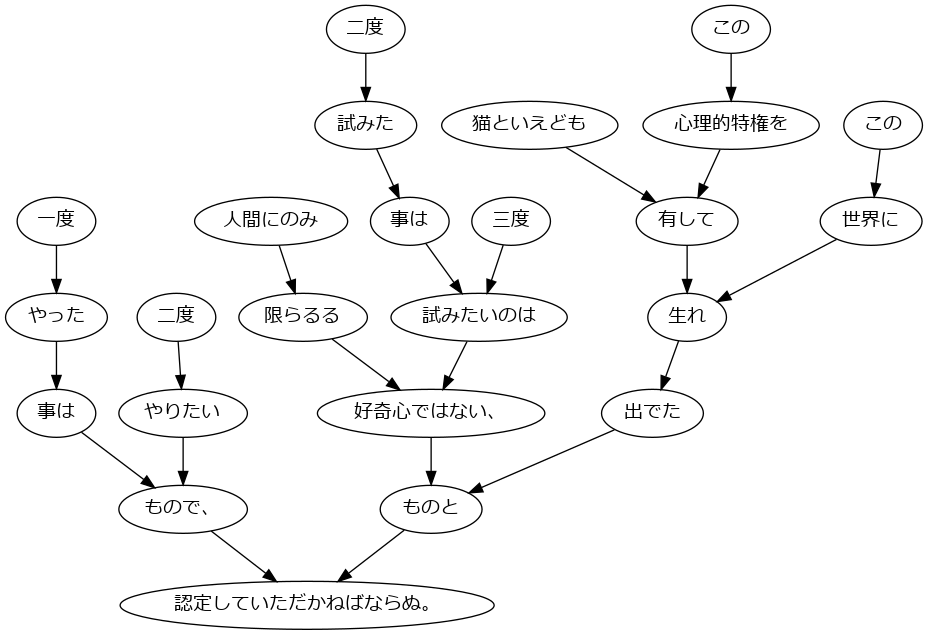 二度
この
試みた
猫といえども
心理的特権を
この
一度
人間にのみ
事は
三度
有して
世界に
やった
二度
限らるる
試みたいのは
生れ
事は
やりたい
好奇心ではない、
出でた
もので、
ものと
認定していただかねばならぬ。